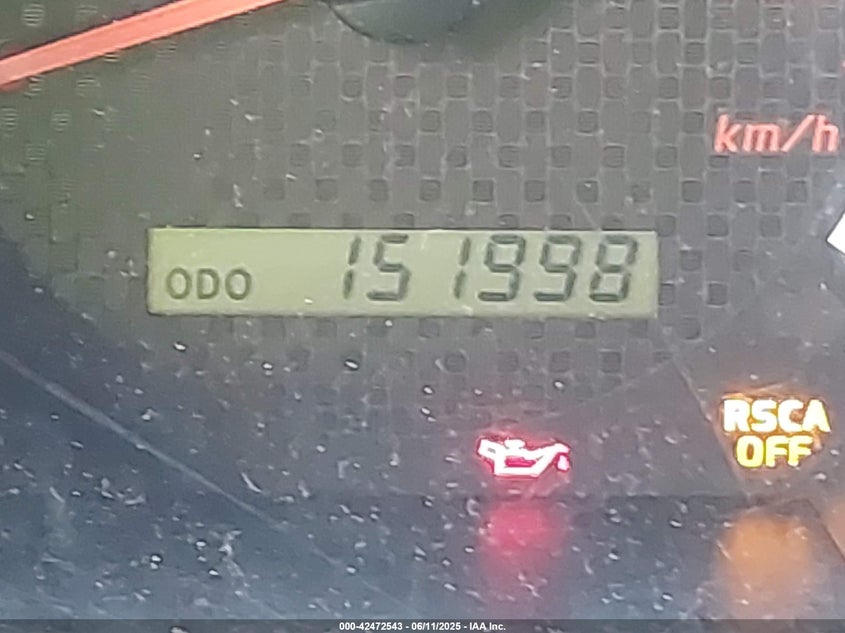 km/h
ODO 151998
RSCA
OFF
000-42472543 - 06/11/2025 - IAA Inc.